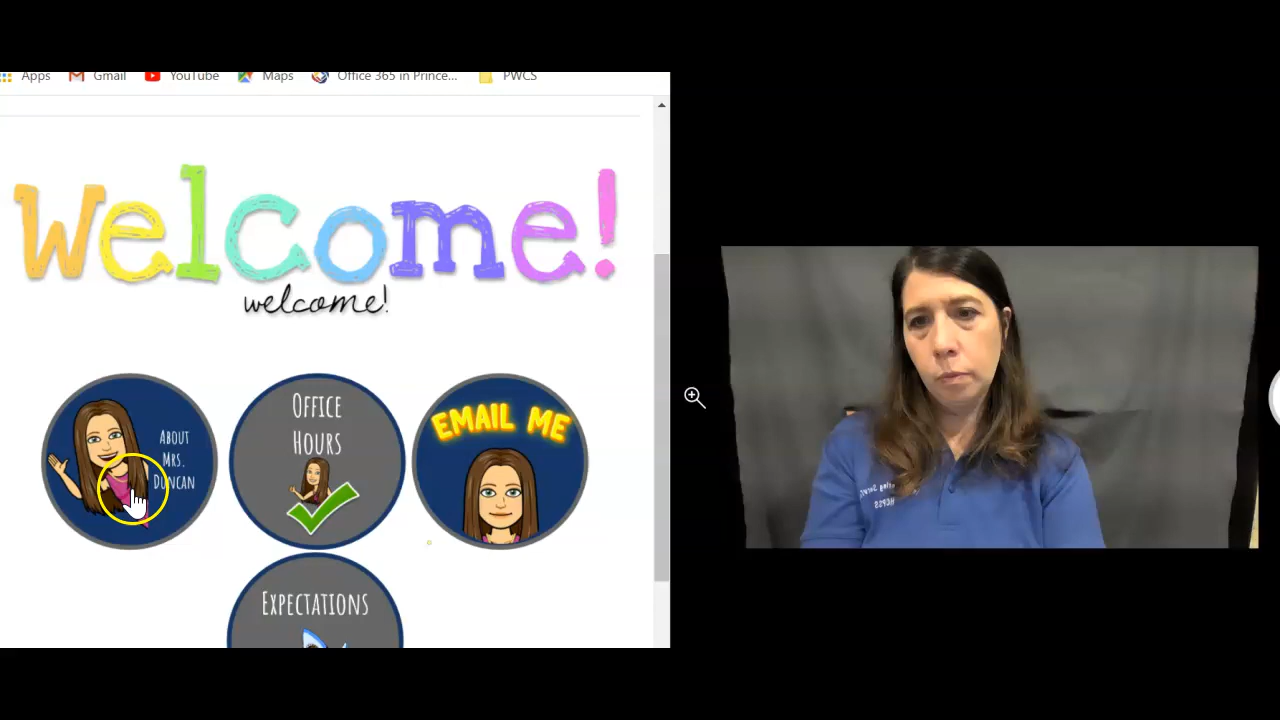 Apps Gmail YouTube Maps Office 365 in Prince... PWCS
welcome!
welcome!
ABOUT
MRS.
DUNCAN
OFFICE
HOURS
EMAIL ME
EXPECTATIONS